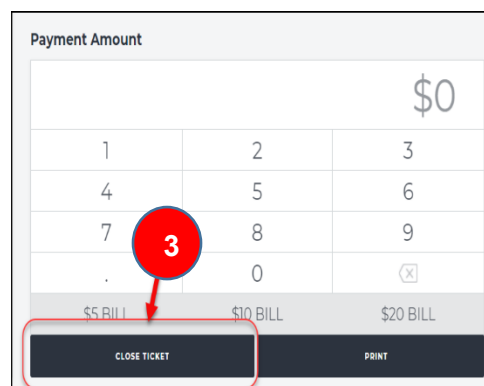 Payment Amount
$0
1 2 3
4 5 6
7 8 9
3
. 0 X
$5 BILL $10 BILL $20 BILL
CLOSE TICKET PRINT